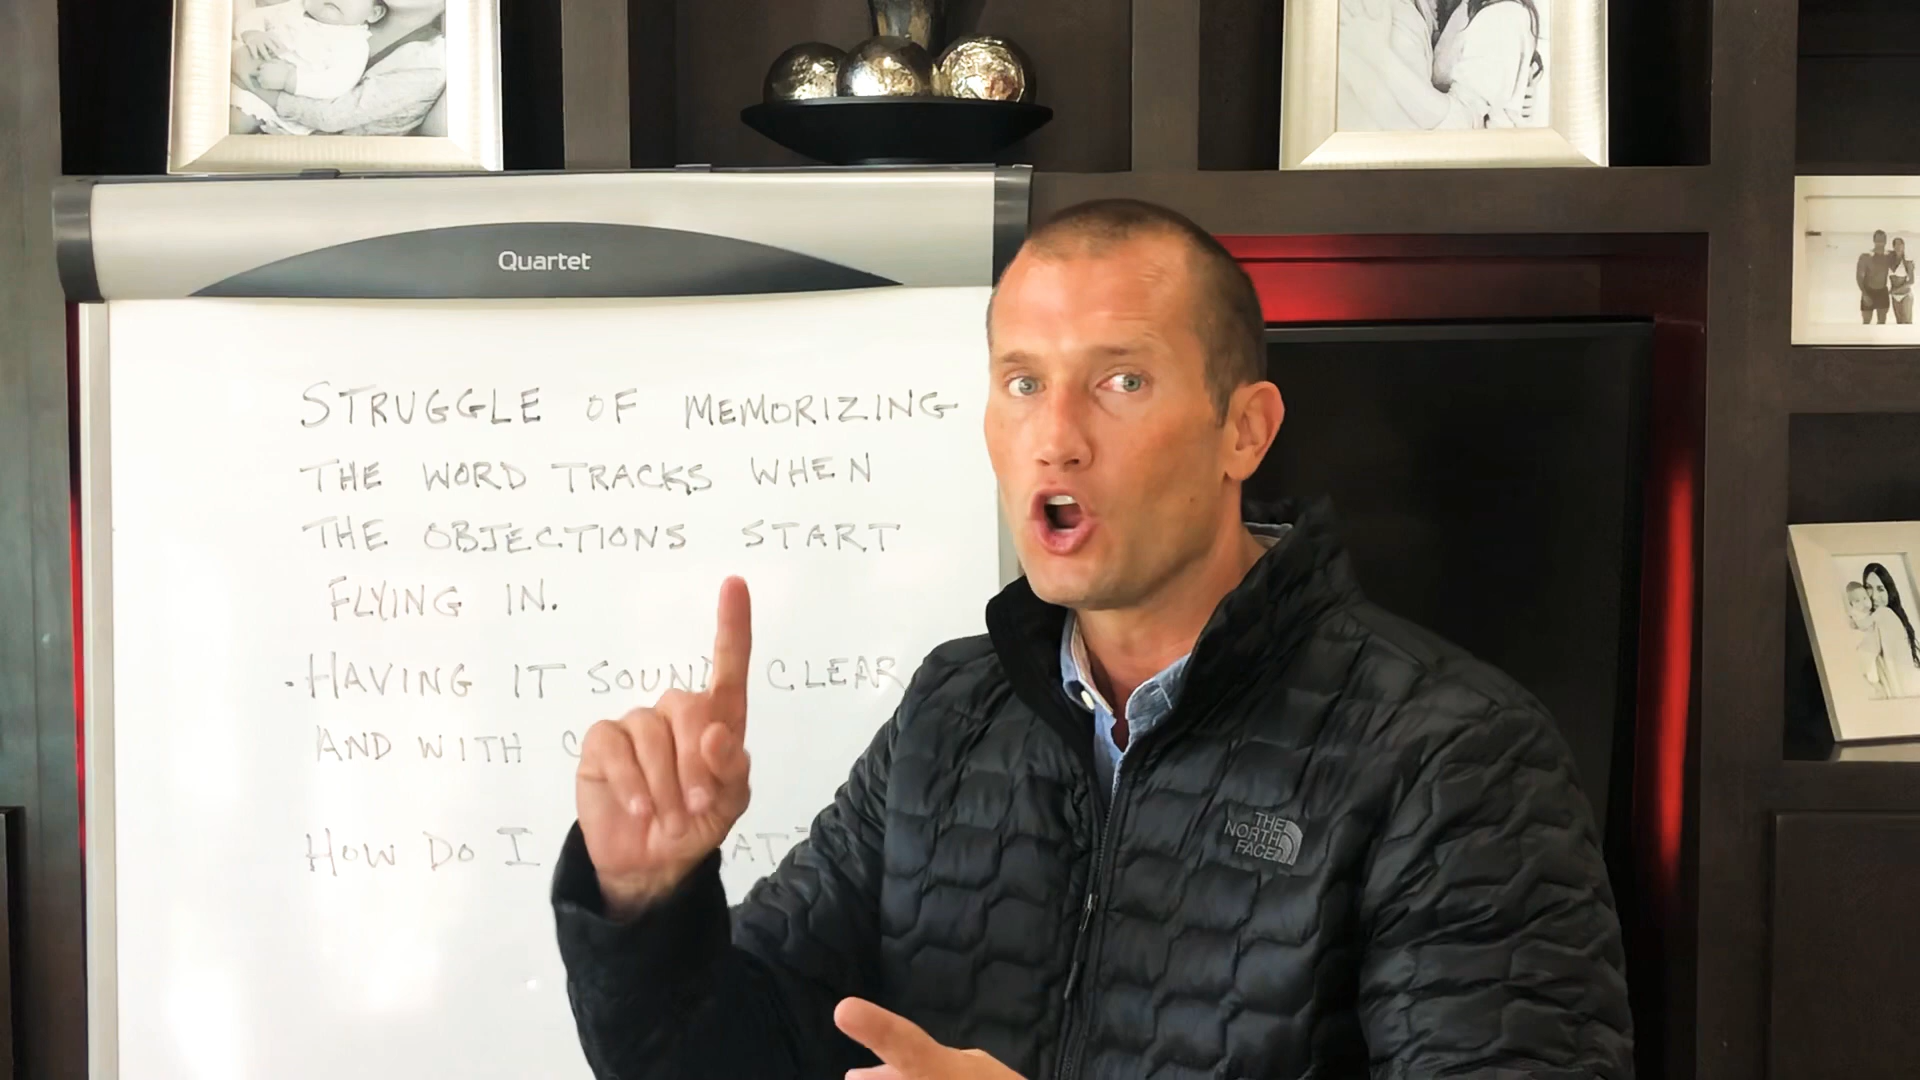 Quartet
STRUGGLE OF MEMORIZING
THE WORD TRACKS WHEN
THE OBJECTIONS START
FLYING IN.
·HAVING IT SOUND CLEAR
AND WITH
HOW DO I
THE
NORTH
FACE